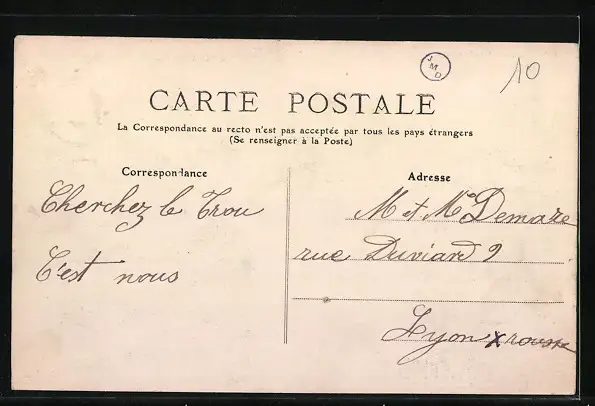 J M D
10
CARTE POSTALE
La Correspondance au recto n'est pas acceptée par tous les pays étrangers
(Se renseigner à la Poste)
Correspondance
Cherchez le Trou
C'est nous
Adresse
M et Me Demare
rue Duviard 9
Lyon X rousse